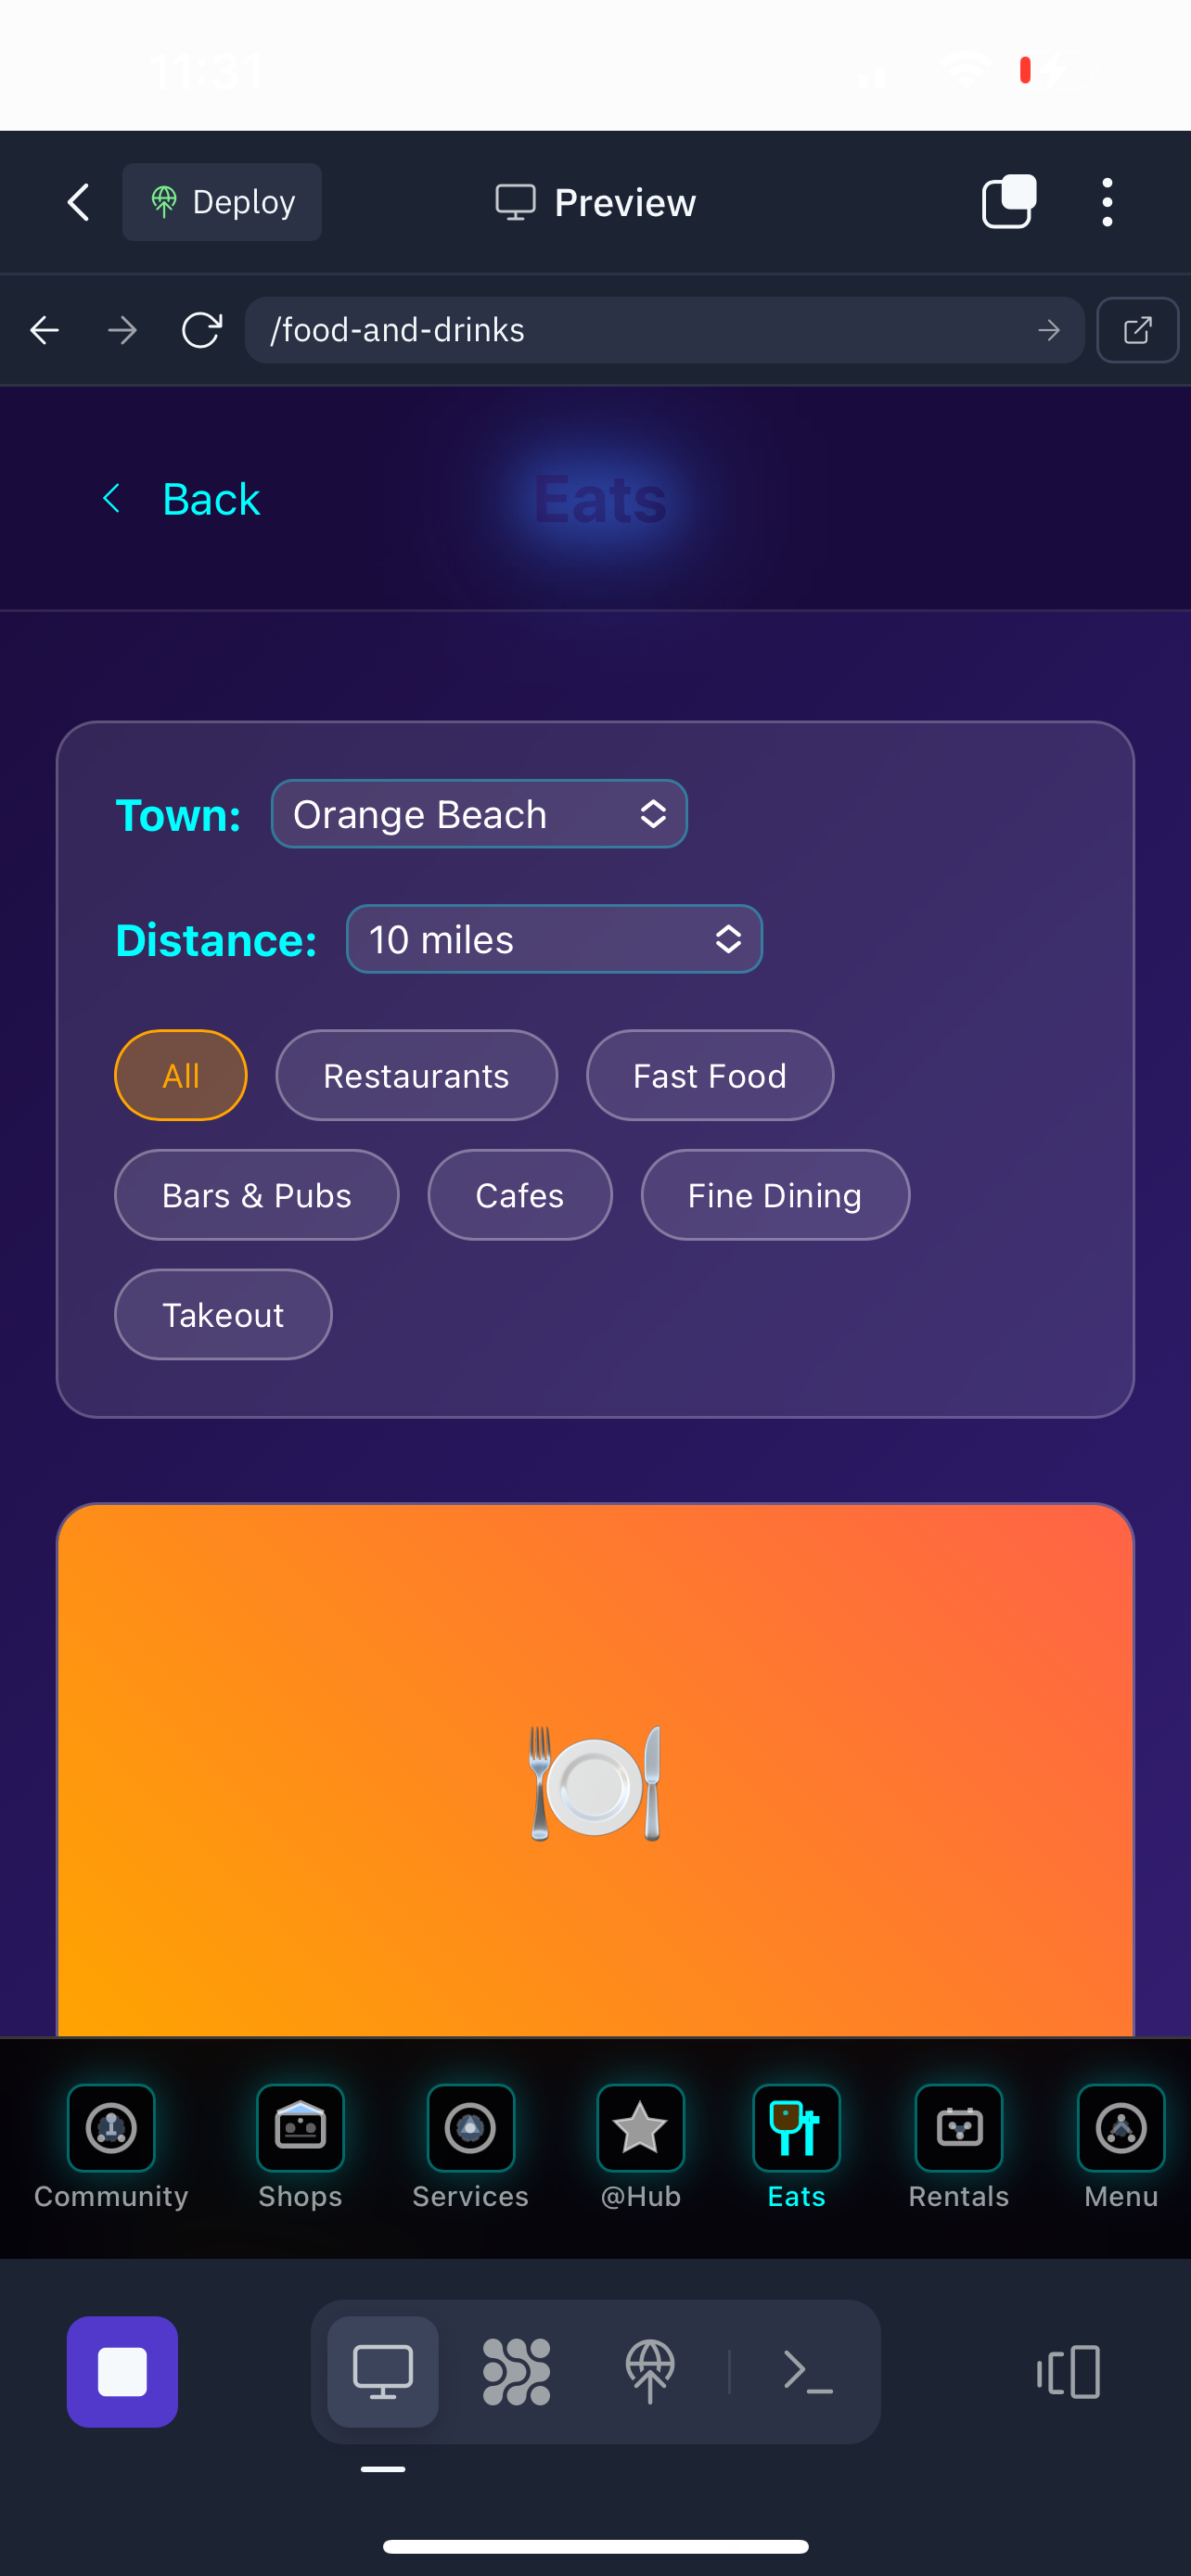 11:31
Deploy
Preview
/food-and-drinks
Back
Eats
Town:
Orange Beach
Distance:
10 miles
All
Restaurants
Fast Food
Bars & Pubs
Cafes
Fine Dining
Takeout
Community
Shops
Services
@Hub
Eats
Rentals
Menu